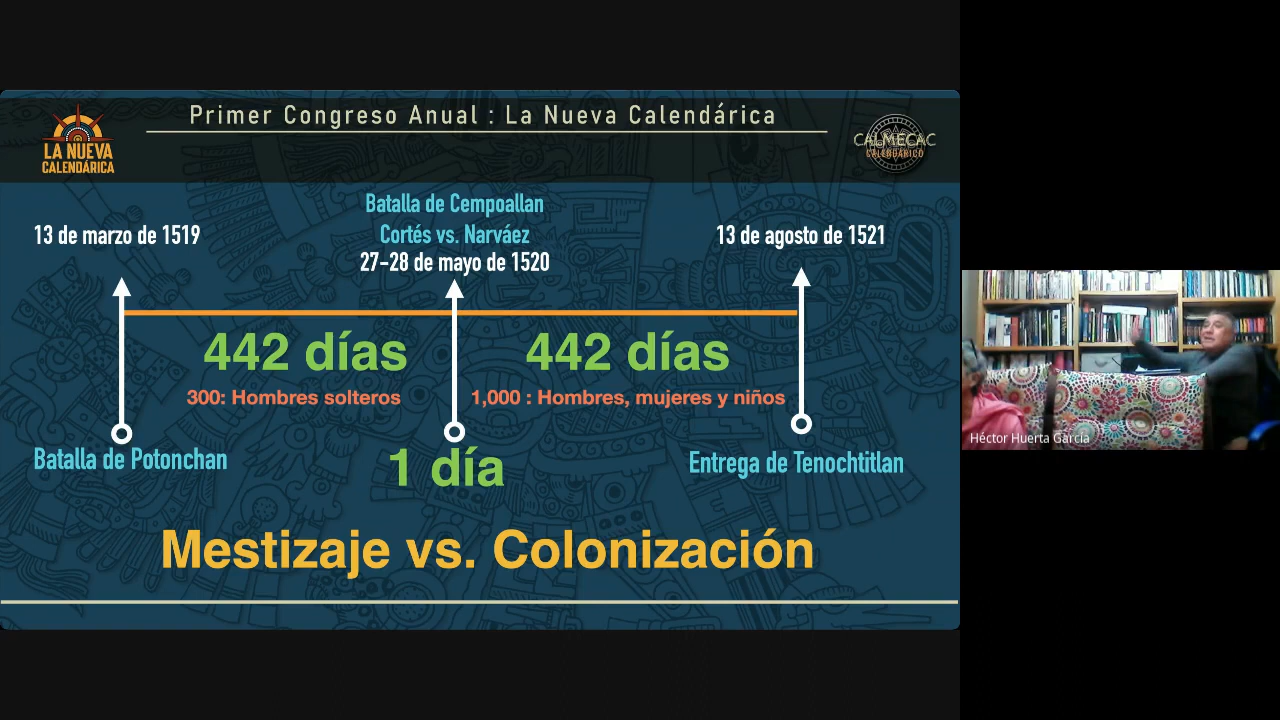 Primer Congreso Anual : La Nueva Calendárica
LA NUEVA
CALENDÁRICA
CALMECAC
CALENDÁRICO
13 de marzo de 1519
Batalla de Cempoallan
Cortés vs. Narváez
27-28 de mayo de 1520
13 de agosto de 1521
442 días
442 días
300: Hombres solteros
1,000 : Hombres, mujeres y niños
Batalla de Potonchan
1 día
Entrega de Tenochtitlan
Mestizaje vs. Colonización
Héctor Huerta García